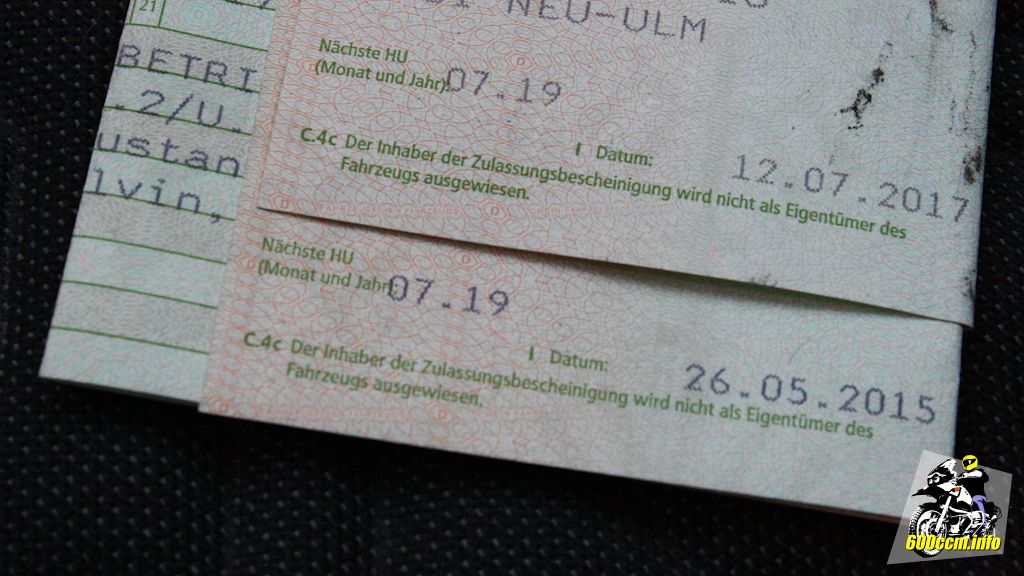 21
NEU-ULM
BETRI
.2/U.
ustan
lvin,
Nächste HU
(Monat und Jahr) 07.19
I Datum:
12.07.2017
C.4c Der Inhaber der Zulassungsbescheinigung wird nicht als Eigentümer des
Fahrzeugs ausgewiesen.
Nächste HU
(Monat und Jahr) 07.19
I Datum:
26.05.2015
C.4c Der Inhaber der Zulassungsbescheinigung wird nicht als Eigentümer des
Fahrzeugs ausgewiesen.
600ccm.info